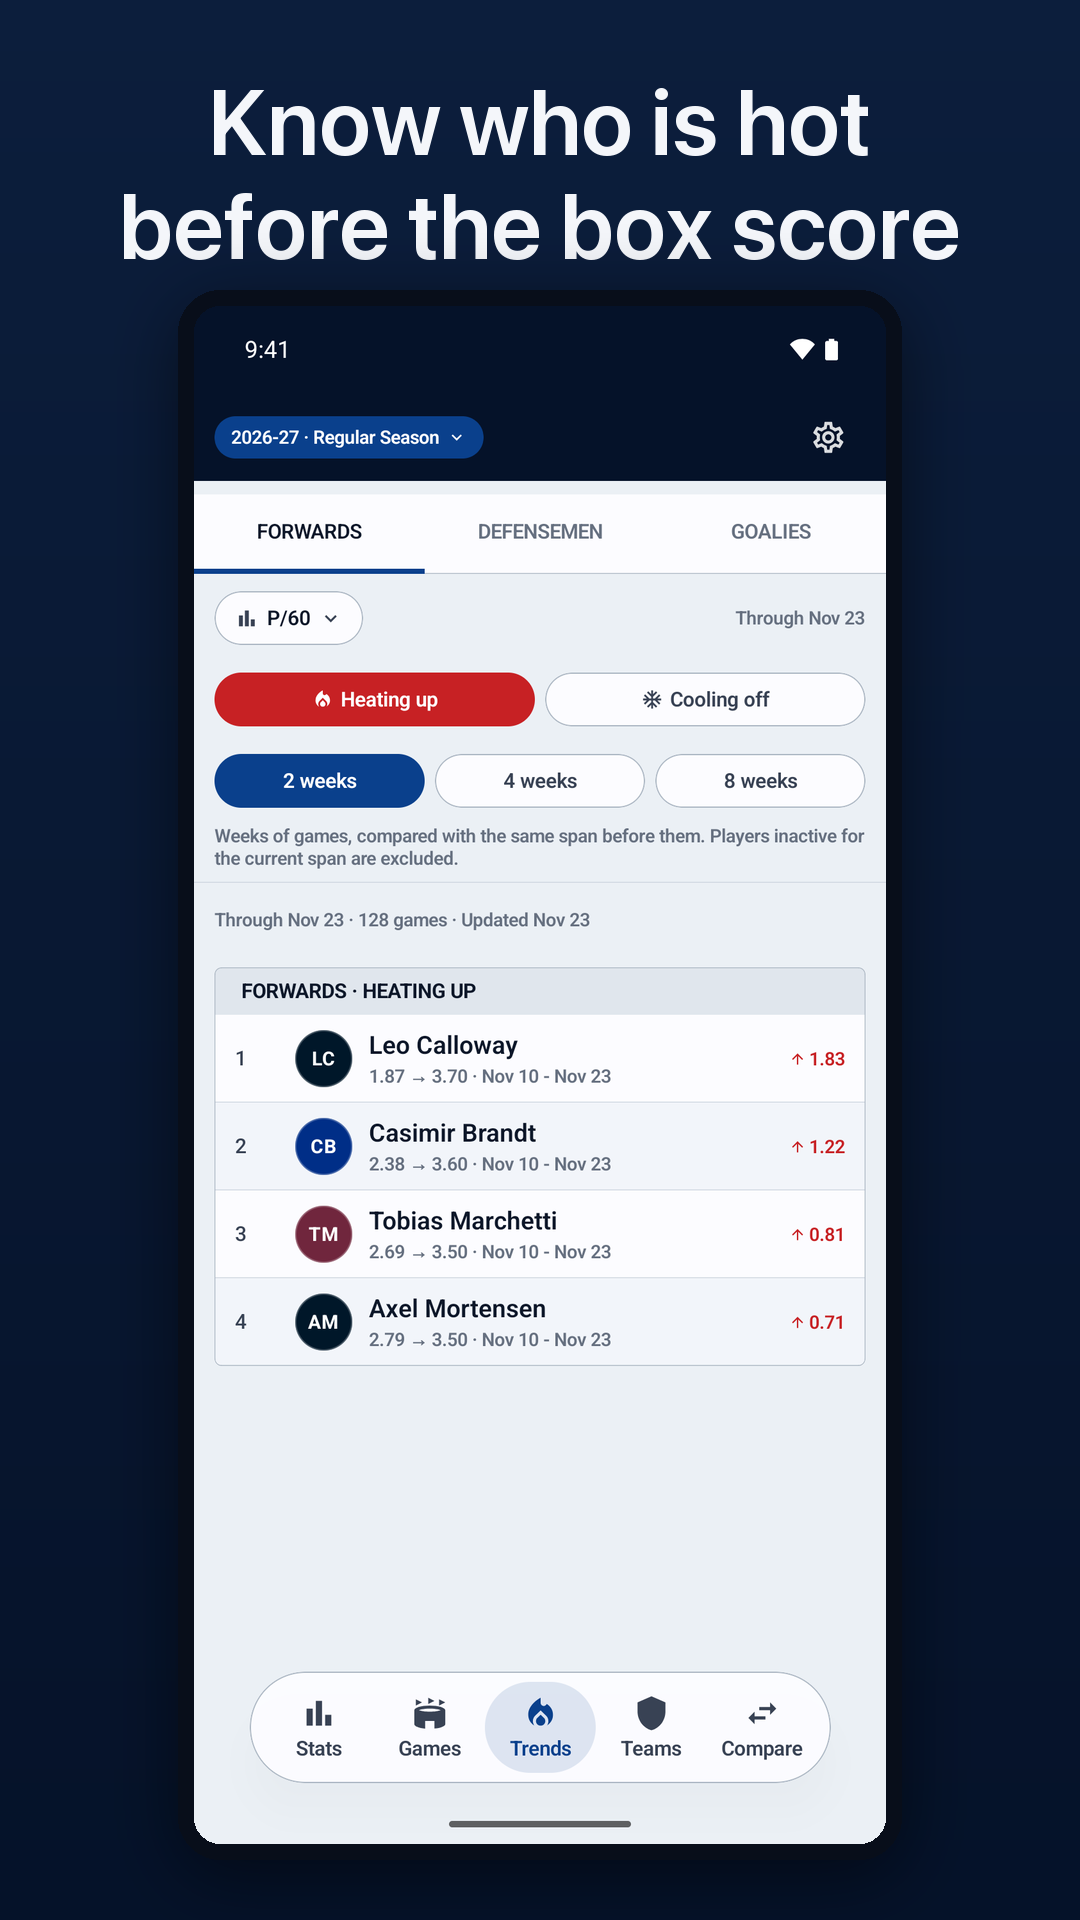 Know who is hot
before the box score
9:41
2026-27 · Regular Season
FORWARDS DEFENSEMEN GOALIES
P/60 Through Nov 23
Heating up Cooling off
2 weeks 4 weeks 8 weeks
Weeks of games, compared with the same span before them. Players inactive for
the current span are excluded.
Through Nov 23 · 128 games · Updated Nov 23
FORWARDS · HEATING UP
1 LC Leo Calloway ↑ 1.83
1.87 → 3.70 · Nov 10 - Nov 23
2 CB Casimir Brandt ↑ 1.22
2.38 → 3.60 · Nov 10 - Nov 23
3 TM Tobias Marchetti ↑ 0.81
2.69 → 3.50 · Nov 10 - Nov 23
4 AM Axel Mortensen ↑ 0.71
2.79 → 3.50 · Nov 10 - Nov 23
Stats Games Trends Teams Compare